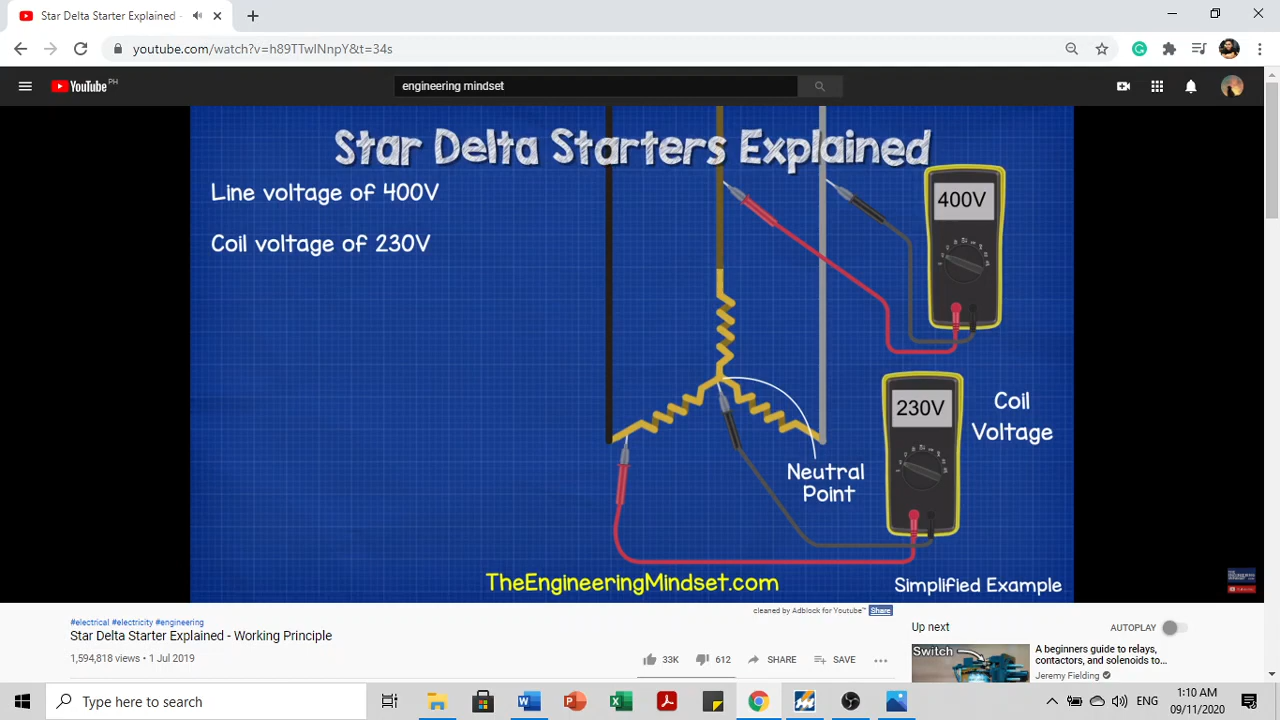 Star Delta Starter Explained -
youtube.com/watch?v=h89TTwINnpY&t=34s
YouTube PH
engineering mindset
Star Delta Starters Explained
Line voltage of 400V
400V
Coil voltage of 230V
230V
Coil
Voltage
Neutral
Point
TheEngineeringMindset.com
Simplified Example
cleaned by Adblock for Youtube™ Share
#electrical #electricity #engineering
Star Delta Starter Explained - Working Principle
1,594,818 views • 1 Jul 2019
33K
612
SHARE
SAVE
Up next
AUTOPLAY
Switch
A beginners guide to relays,
contactors, and solenoids to...
Jeremy Fielding
Type here to search
ENG
1:10 AM
09/11/2020